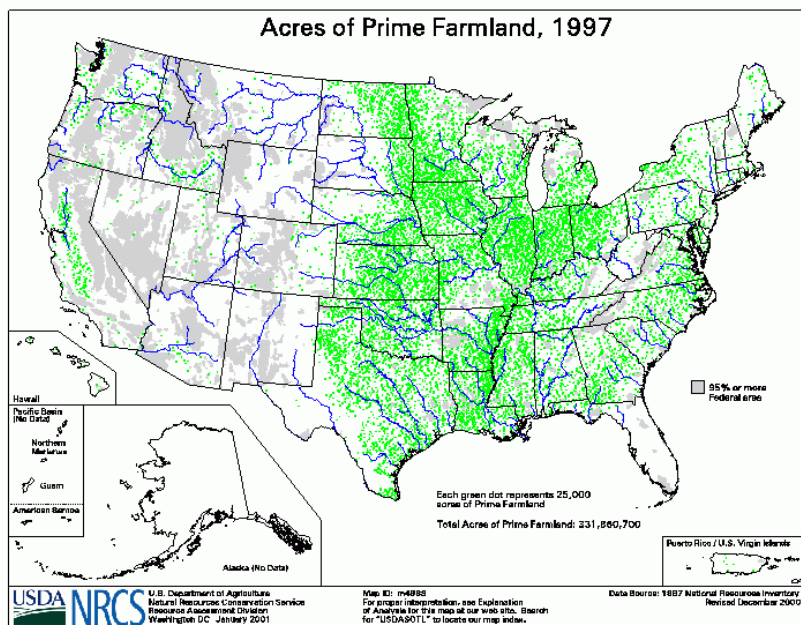 Acres of Prime Farmland, 1997
Hawaii
Pacific Basin
(No Data)
Northern
Marianas
Guam
American Samoa
Alaska (No Data)
95% or more
Federal area
Each green dot represents 25,000
acres of Prime Farmland
Total Acres of Prime Farmland: 331,860,700
Puerto Rico / U.S. Virgin Islands
USDA NRCS
U.S. Department of Agriculture
Natural Resources Conservation Service
Resource Assessment Division
Washington DC January 2001
Map ID:
For proper interpretation, see Explanation
of Analysis for this map at our web site. Search
for "USDASOTL" to locate our map index.
Data Source: 1997 National Resources Inventory
Revised December 2000